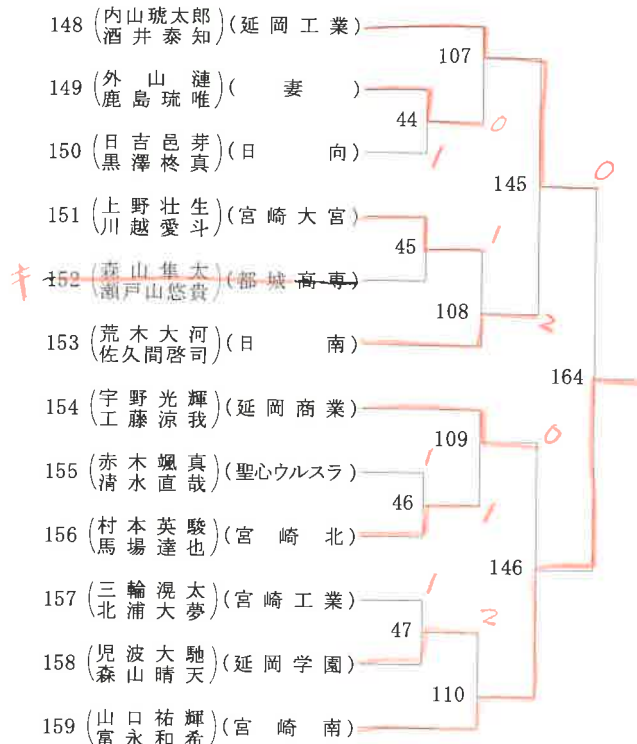 148 (内山琥太郎 酒井泰知) (延岡工業)
107
149 (外山漣 鹿島琉唯) (妻)
44
0
150 (日吉邑芽 黒澤柊真) (日向)
1
145
0
151 (上野壮生 川越愛斗) (宮崎大宮)
45
1
キ 152 (森山隼太 瀬戸山悠貴) (都城高専)
108
2
153 (荒木大河 佐久間啓司) (日南)
164
154 (宇野光輝 工藤涼我) (延岡商業)
109
0
155 (赤木颯真 清水直哉) (聖心ウルスラ)
1
46
1
156 (村本英駿 馬場達也) (宮崎北)
146
157 (三輪滉太 北浦大夢) (宮崎工業)
1
2
47
158 (児波大馳 森山晴天) (延岡学園)
110
159 (山口祐輝 富永和希) (宮崎南)